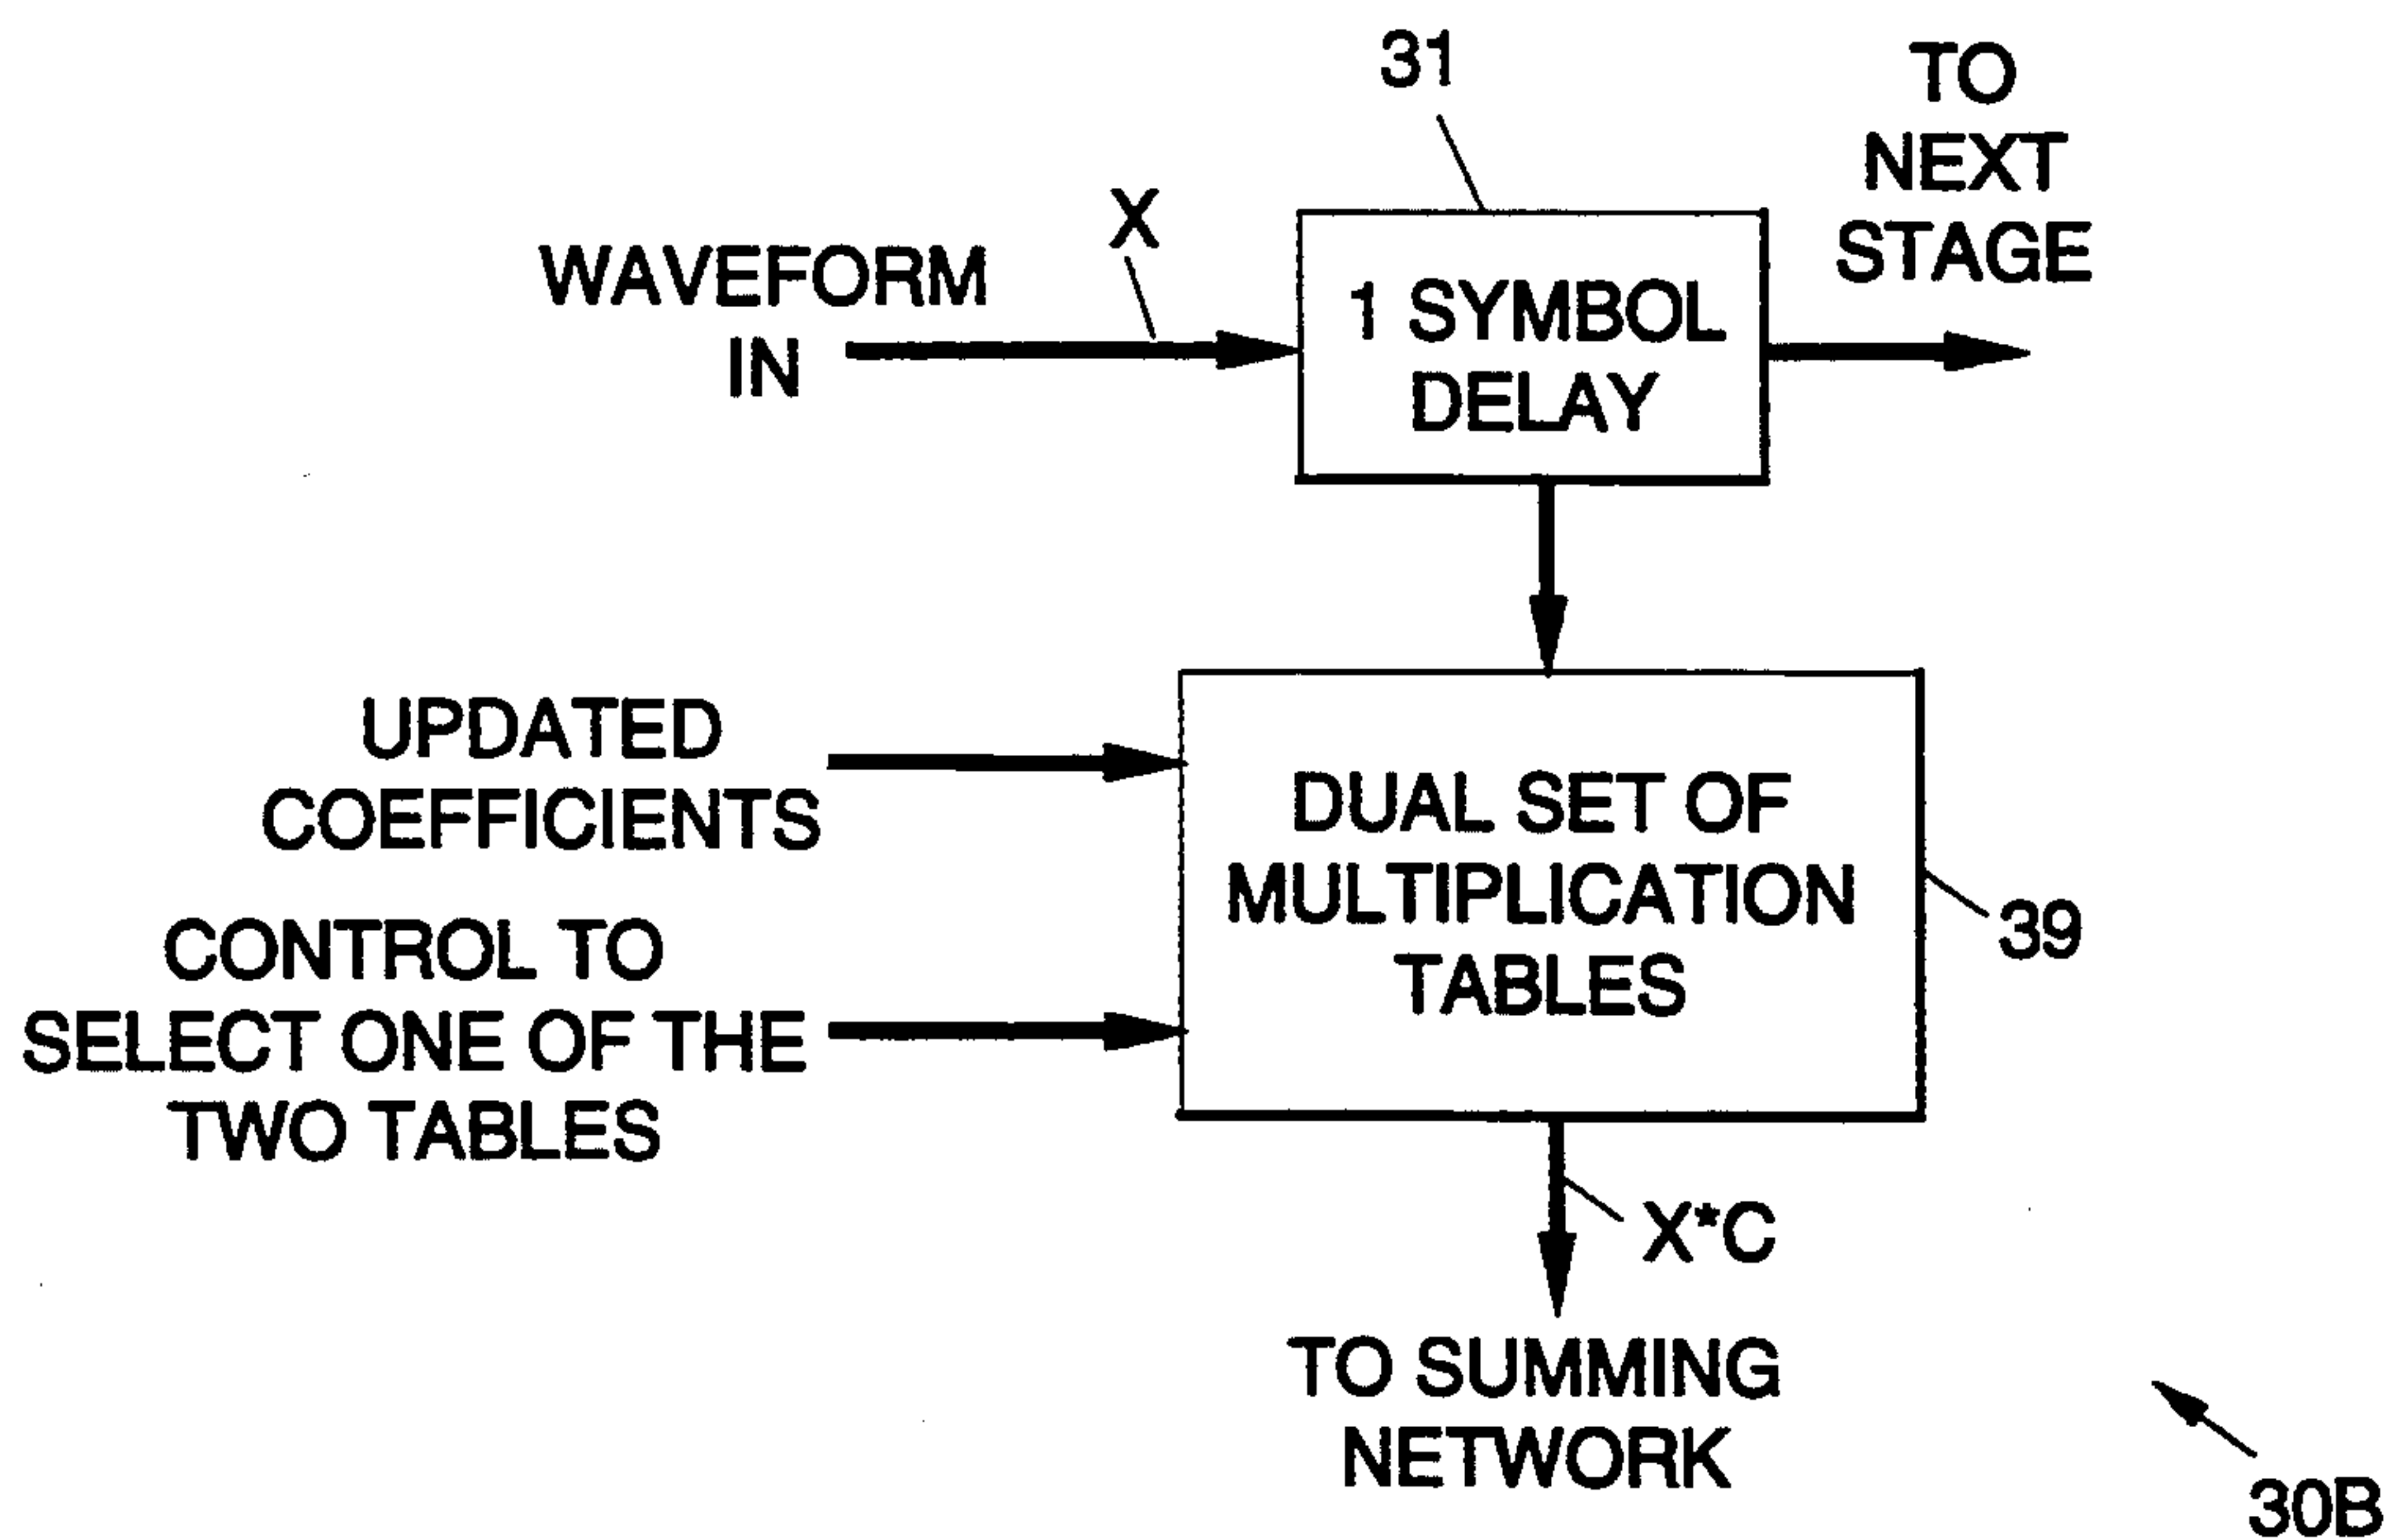 31
TO
NEXT
STAGE
X
WAVEFORM
IN
1 SYMBOL
DELAY
UPDATED
COEFFICIENTS
CONTROL TO
SELECT ONE OF THE
TWO TABLES
DUAL SET OF
MULTIPLICATION
TABLES
39
X*C
TO SUMMING
NETWORK
30B